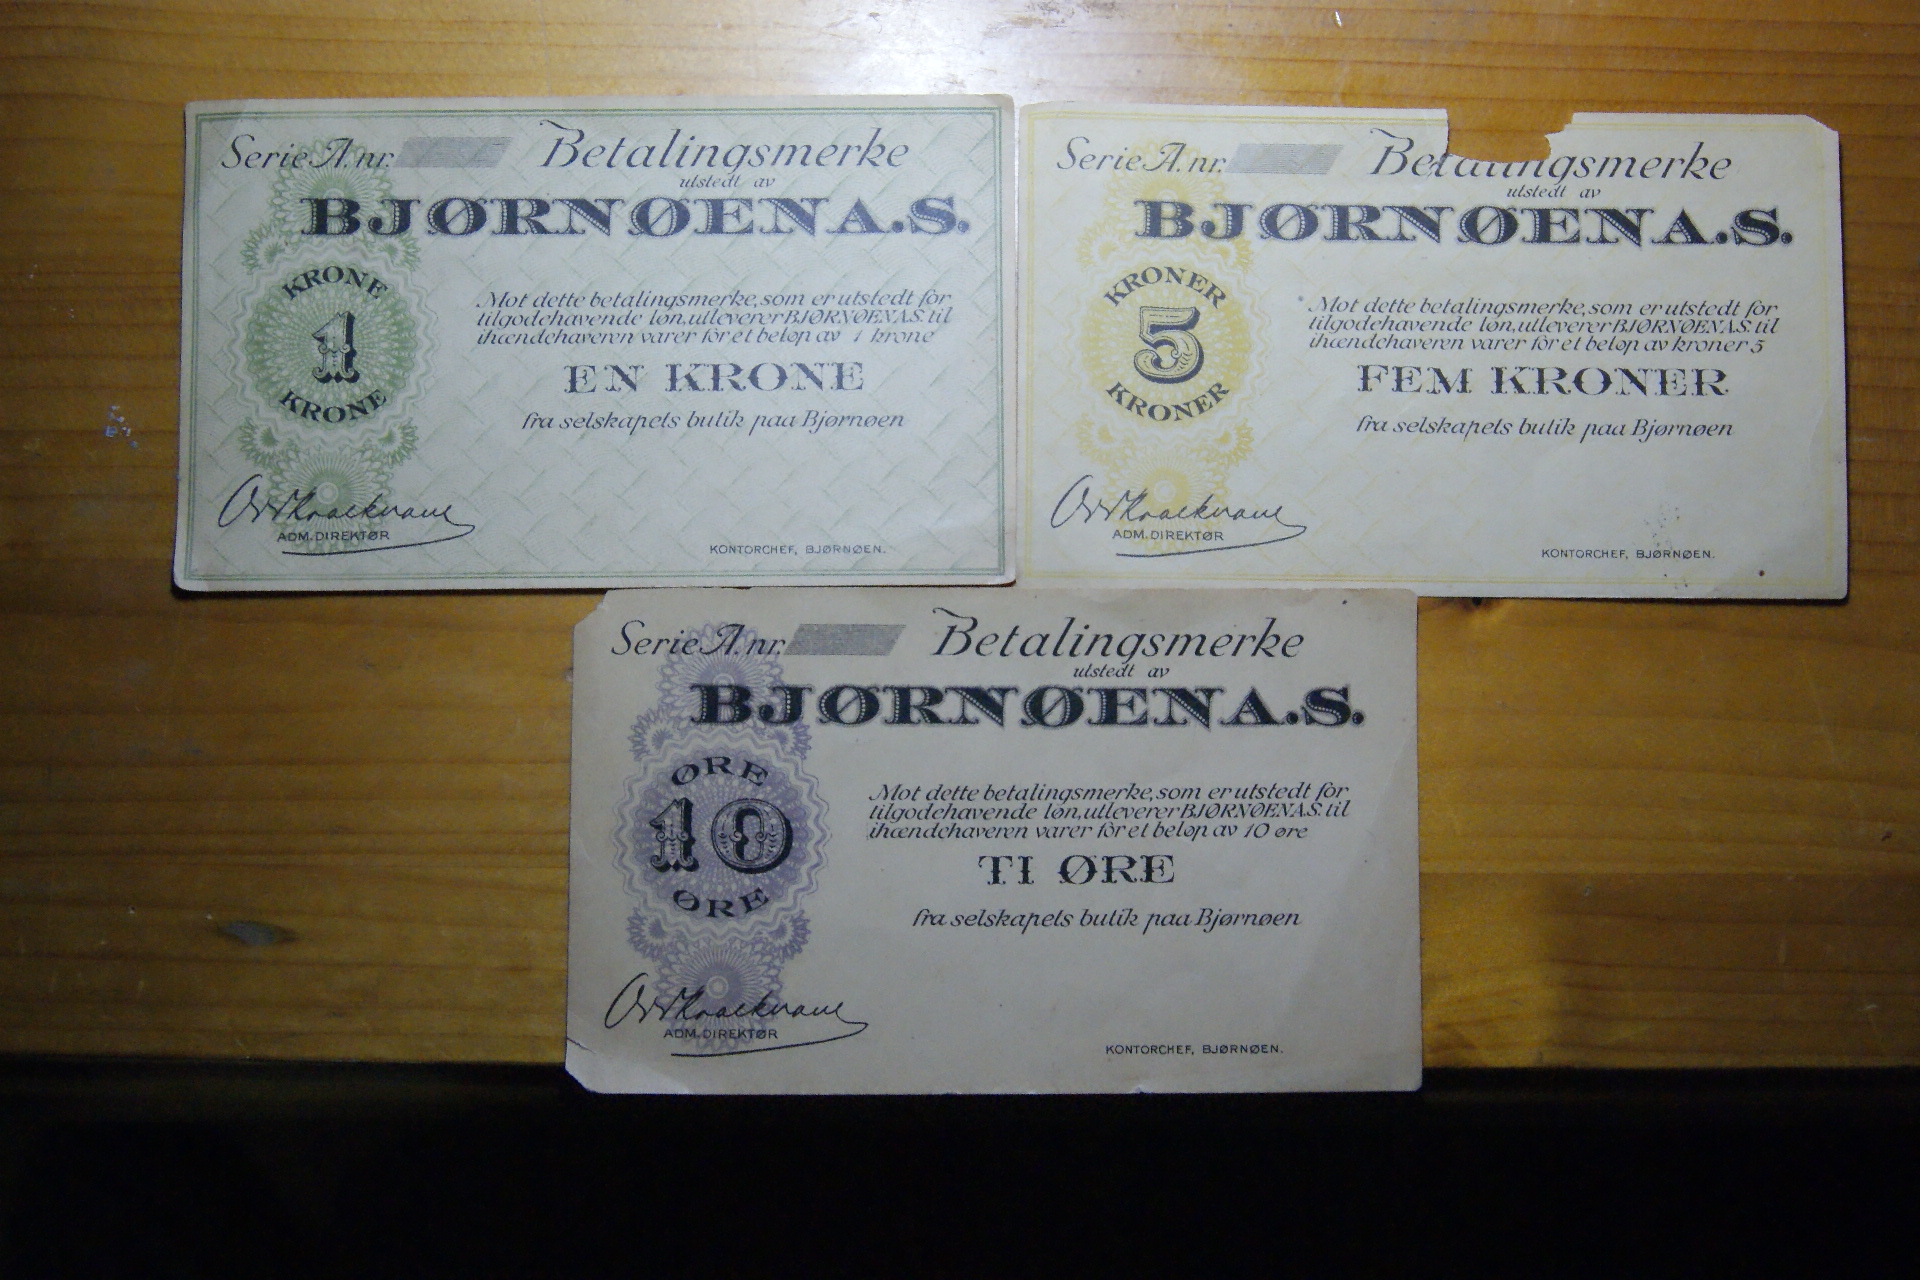 Serie A. nr. Betalingsmerke
utstedt av
BJØRNØEN A.S.
KRONE
1
KRONE
Mot dette betalingsmerke, som er utstedt for
tilgodehavende løn, utleverer BJØRNØEN A.S. til
ihændehaveren varer for et beløp av 1 krone
EN KRONE
fra selskapets butik paa Bjørnøen
ADM. DIREKTØR
KONTORCHEF, BJØRNØEN.
Serie A. nr. Betalingsmerke
utstedt av
BJØRNØEN A.S.
KRONER
5
KRONER
Mot dette betalingsmerke, som er utstedt for
tilgodehavende løn, utleverer BJØRNØEN A.S. til
ihændehaveren varer for et beløp av kroner 5
FEM KRONER
fra selskapets butik paa Bjørnøen
ADM. DIREKTØR
KONTORCHEF, BJØRNØEN.
Serie A. nr. Betalingsmerke
utstedt av
BJØRNØEN A.S.
ØRE
10
ØRE
Mot dette betalingsmerke, som er utstedt for
tilgodehavende løn, utleverer BJØRNØEN A.S. til
ihændehaveren varer for et beløp av 10 øre
TI ØRE
fra selskapets butik paa Bjørnøen
ADM. DIREKTØR
KONTORCHEF, BJØRNØEN.